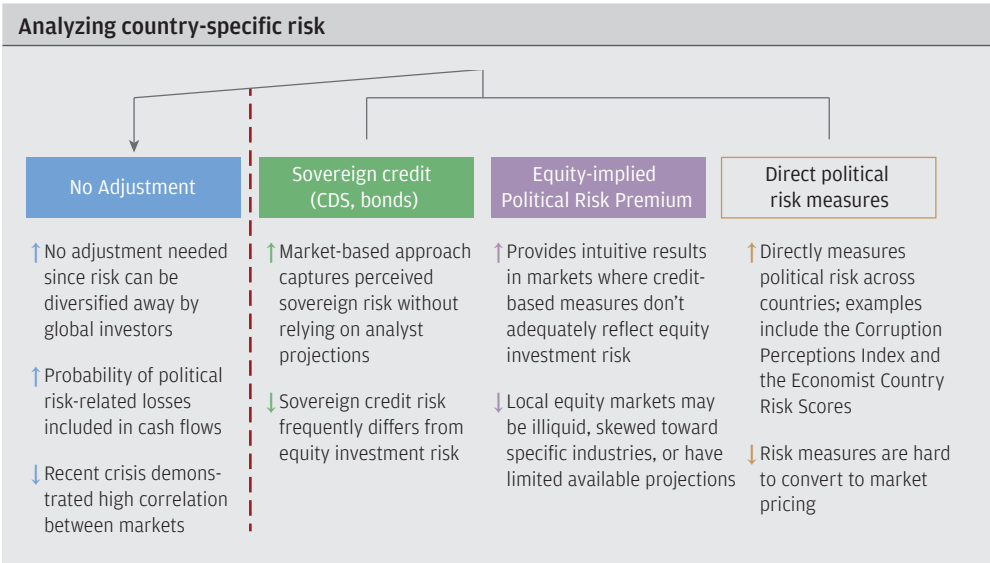 Analyzing country-specific risk
No Adjustment
↑ No adjustment needed
since risk can be
diversified away by
global investors
↑ Probability of political
risk-related losses
included in cash flows
↓ Recent crisis demons-
trated high correlation
between markets
Sovereign credit
(CDS, bonds)
↑ Market-based approach
captures perceived
sovereign risk without
relying on analyst
projections
↓ Sovereign credit risk
frequently differs from
equity investment risk
Equity-implied
Political Risk Premium
↑ Provides intuitive results
in markets where credit-
based measures don’t
adequately reflect equity
investment risk
↓ Local equity markets may
be illiquid, skewed toward
specific industries, or have
limited available projections
Direct political
risk measures
↑ Directly measures
political risk across
countries; examples
include the Corruption
Perceptions Index and
the Economist Country
Risk Scores
↓ Risk measures are hard
to convert to market
pricing